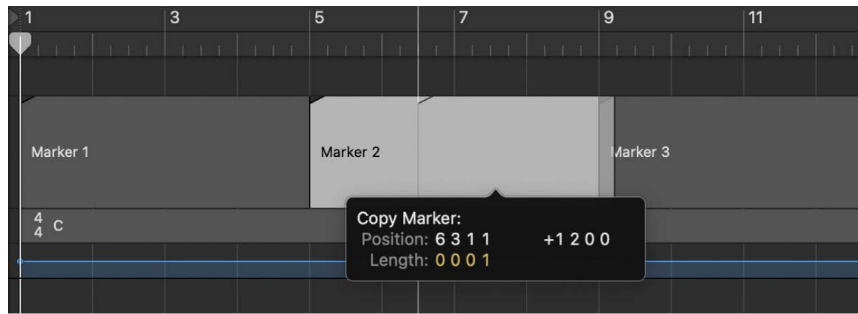 1 3 5 7 9 11
Marker 1 Marker 2 Marker 3
4
4 C
Copy Marker:
Position: 6 3 1 1 +1 2 0 0
Length: 0 0 0 1